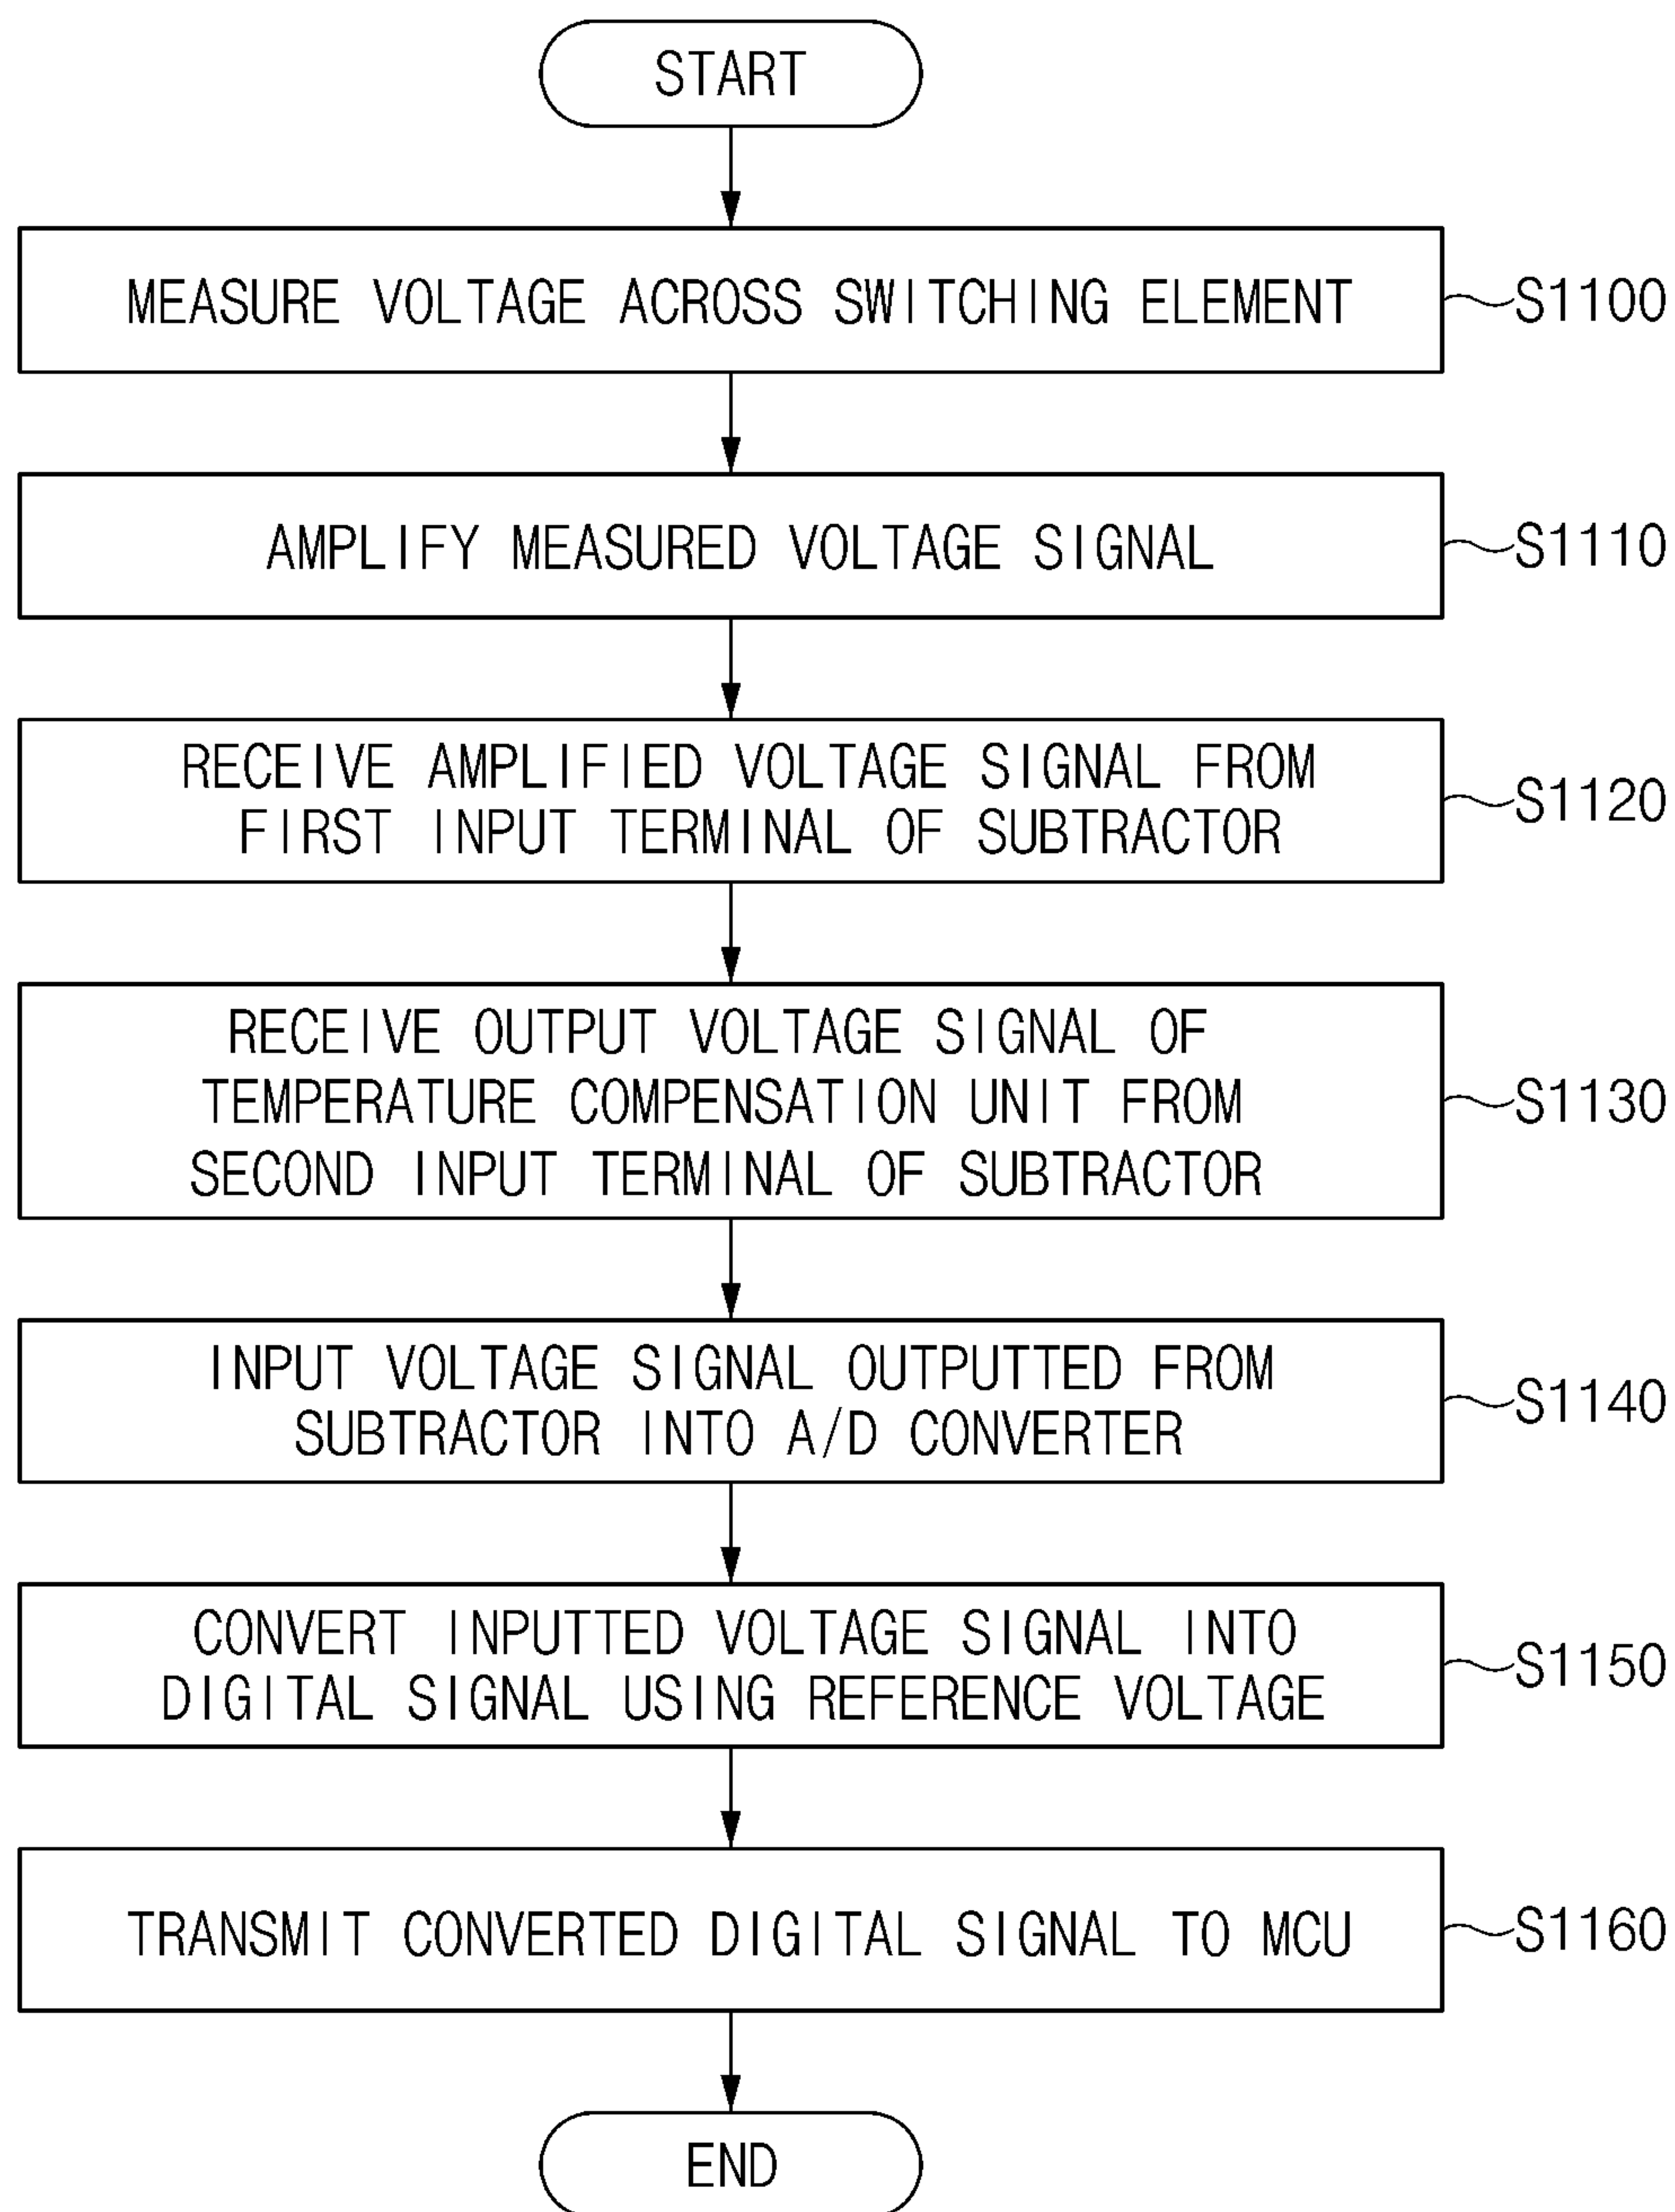 START
MEASURE VOLTAGE ACROSS SWITCHING ELEMENT
S1100
AMPLIFY MEASURED VOLTAGE SIGNAL
S1110
RECEIVE AMPLIFIED VOLTAGE SIGNAL FROM
FIRST INPUT TERMINAL OF SUBTRACTOR
S1120
RECEIVE OUTPUT VOLTAGE SIGNAL OF
TEMPERATURE COMPENSATION UNIT FROM
SECOND INPUT TERMINAL OF SUBTRACTOR
S1130
INPUT VOLTAGE SIGNAL OUTPUTTED FROM
SUBTRACTOR INTO A/D CONVERTER
S1140
CONVERT INPUTTED VOLTAGE SIGNAL INTO
DIGITAL SIGNAL USING REFERENCE VOLTAGE
S1150
TRANSMIT CONVERTED DIGITAL SIGNAL TO MCU
S1160
END